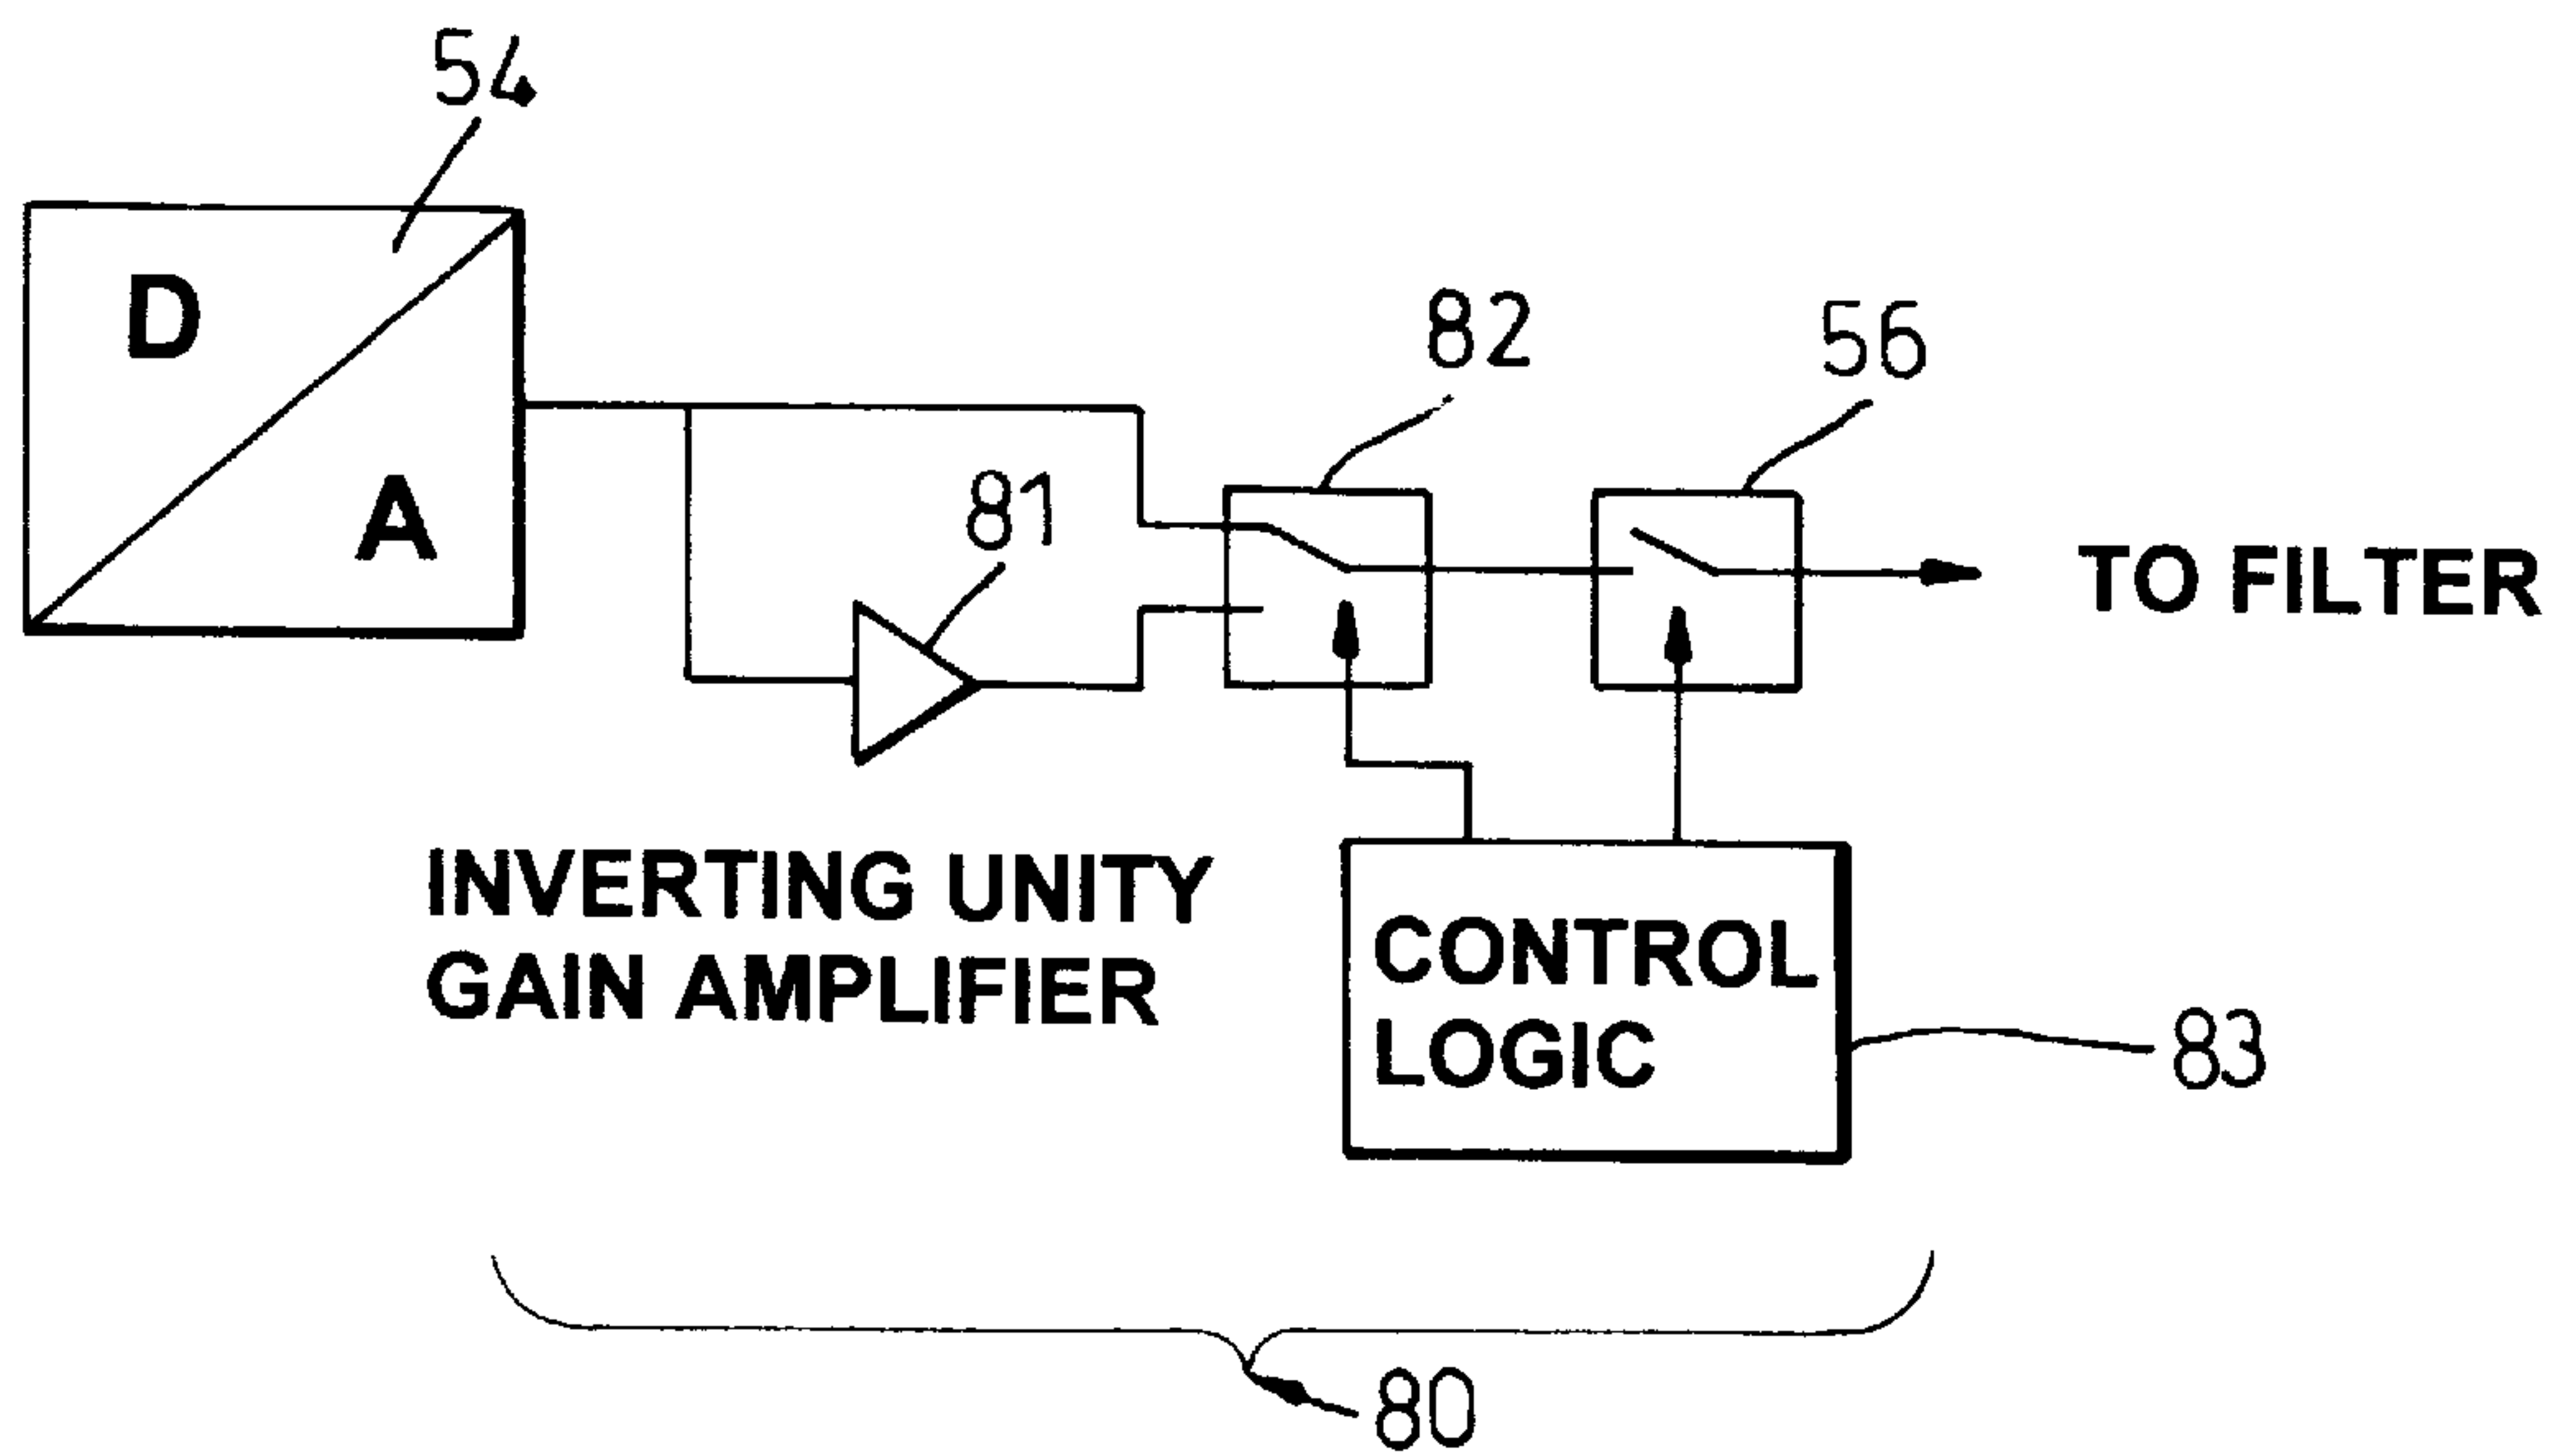 54
D
A
82
56
81
TO FILTER
INVERTING UNITY
GAIN AMPLIFIER
CONTROL
LOGIC
83
80